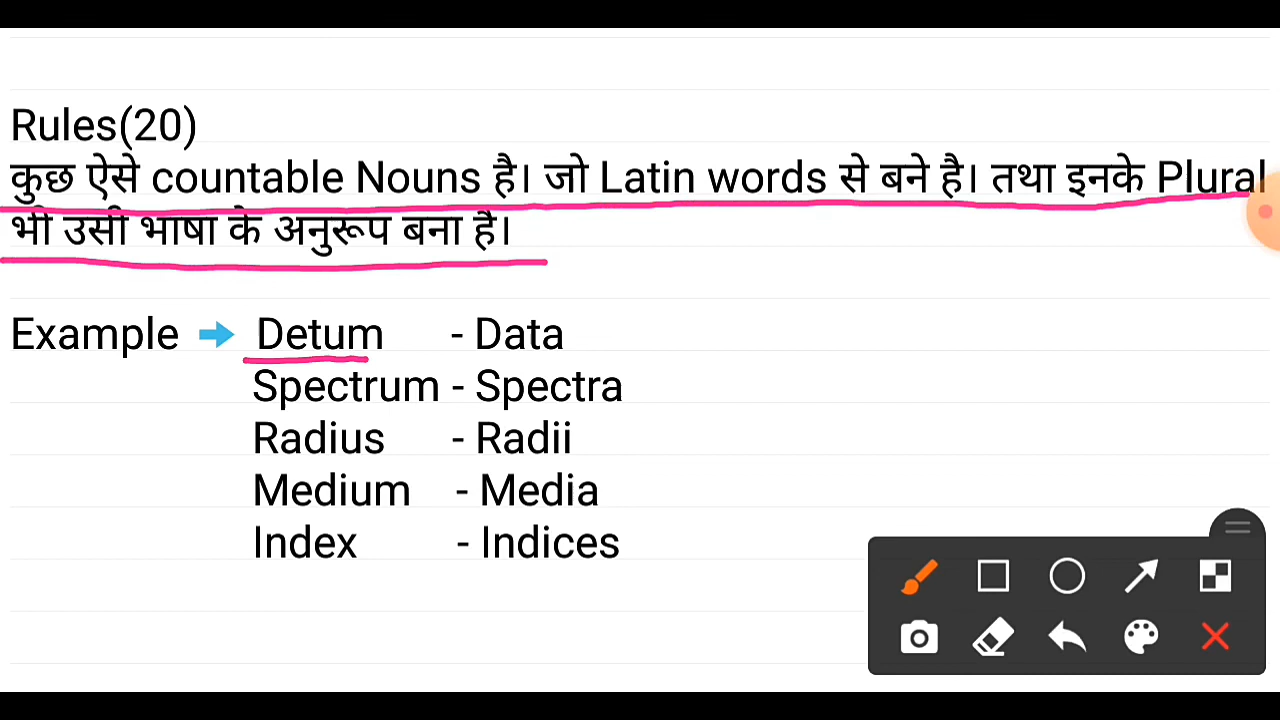 Rules(20)
कुछ ऐसे countable Nouns है। जो Latin words से बने है। तथा इनके Plural
भी उसी भाषा के अनुरूप बना है।
Example ➡ Detum - Data
Spectrum - Spectra
Radius - Radii
Medium - Media
Index - Indices